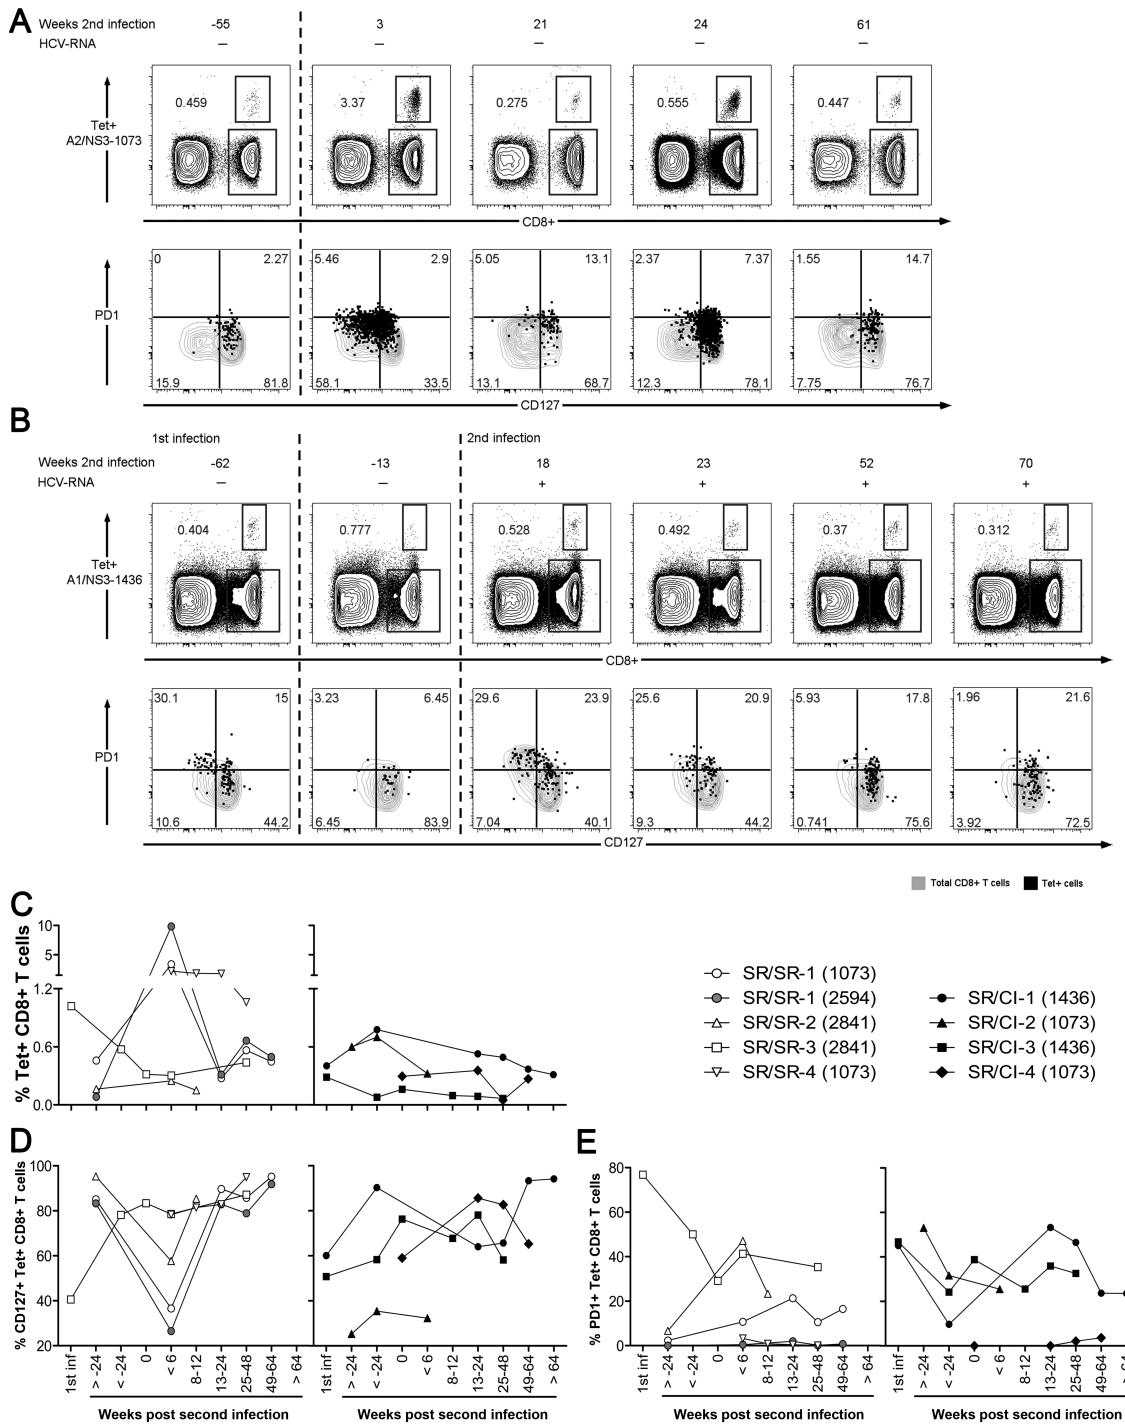 A
Weeks 2nd infection -55 3 21 24 61
HCV-RNA – – – – –
Tet+
A2/NS3-1073
0.459 3.37 0.275 0.555 0.447
CD8+
PD1
0 2.27 5.46 2.9 5.05 13.1 2.37 7.37 1.55 14.7
15.9 81.8 58.1 33.5 13.1 68.7 12.3 78.1 7.75 76.7
CD127
B
1st infection 2nd infection
Weeks 2nd infection -62 -13 18 23 52 70
HCV-RNA – – + + + +
Tet+
A1/NS3-1436
0.404 0.777 0.528 0.492 0.37 0.312
CD8+
PD1
30.1 15 3.23 6.45 29.6 23.9 25.6 20.9 5.93 17.8 1.96 21.6
10.6 44.2 6.45 83.9 7.04 40.1 9.3 44.2 0.741 75.6 3.92 72.5
CD127
Total CD8+ T cells Tet+ cells
C
% Tet+ CD8+ T cells
10
5
1.2
0.6
0.0
SR/SR-1 (1073)
SR/SR-1 (2594)
SR/SR-2 (2841)
SR/SR-3 (2841)
SR/SR-4 (1073)
SR/CI-1 (1436)
SR/CI-2 (1073)
SR/CI-3 (1436)
SR/CI-4 (1073)
D
% CD127+ Tet+ CD8+ T cells
100
80
60
40
20
1st inf > -24 < -24 0 < 6 8-12 13-24 25-48 49-64 > 64
1st inf > -24 < -24 0 < 6 8-12 13-24 25-48 49-64 > 64
Weeks post second infection Weeks post second infection
E
% PD1+ Tet+ CD8+ T cells
80
60
40
20
0
1st inf > -24 < -24 0 < 6 8-12 13-24 25-48 49-64 > 64
1st inf > -24 < -24 0 < 6 8-12 13-24 25-48 49-64
Weeks post second infection Weeks post second infection